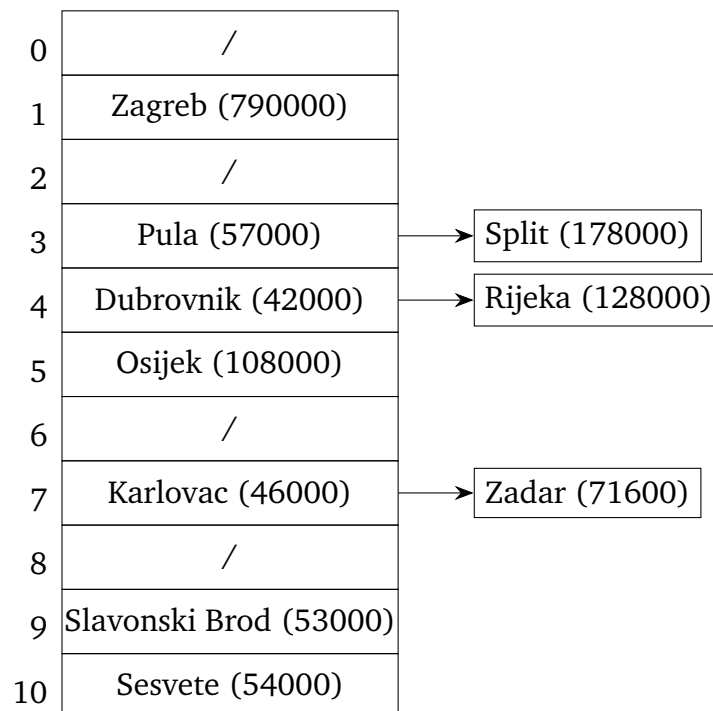 0 /
1 Zagreb (790000)
2 /
3 Pula (57000) Split (178000)
4 Dubrovnik (42000) Rijeka (128000)
5 Osijek (108000)
6 /
7 Karlovac (46000) Zadar (71600)
8 /
9 Slavonski Brod (53000)
10 Sesvete (54000)